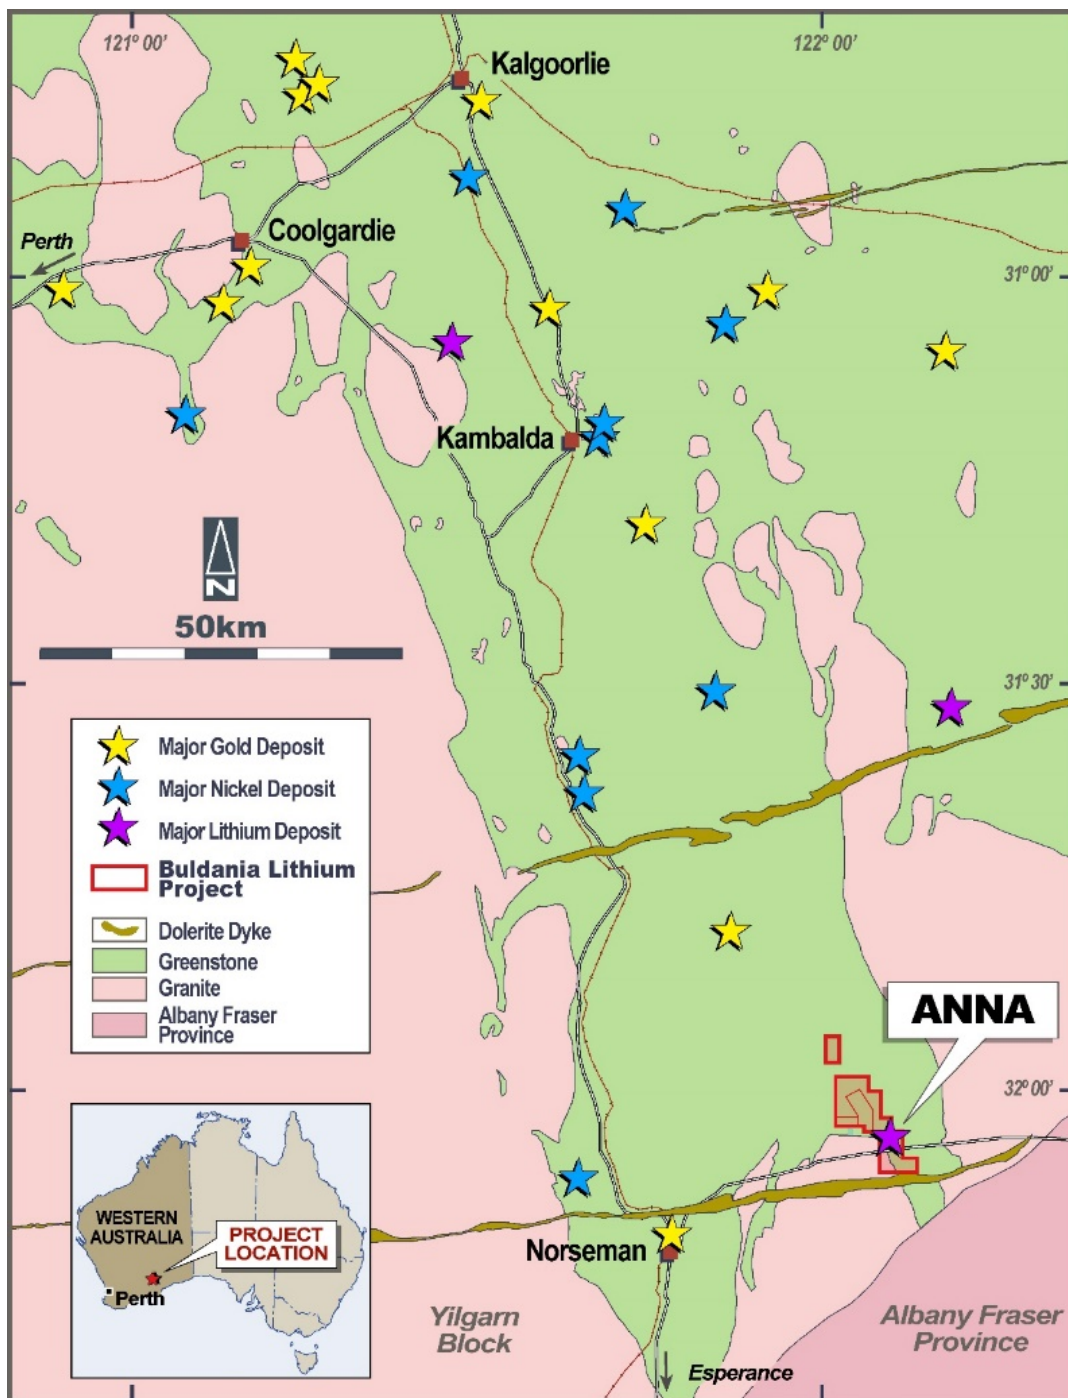 121° 00'
122° 00'
Kalgoorlie
Coolgardie
Perth
31° 00'
Kambalda
N
50km
31° 30'
Major Gold Deposit
Major Nickel Deposit
Major Lithium Deposit
Buldania Lithium
Project
Dolerite Dyke
Greenstone
Granite
Albany Fraser
Province
ANNA
32° 00'
WESTERN
AUSTRALIA
PROJECT
LOCATION
Perth
Norseman
Yilgarn
Block
Albany Fraser
Province
Esperance